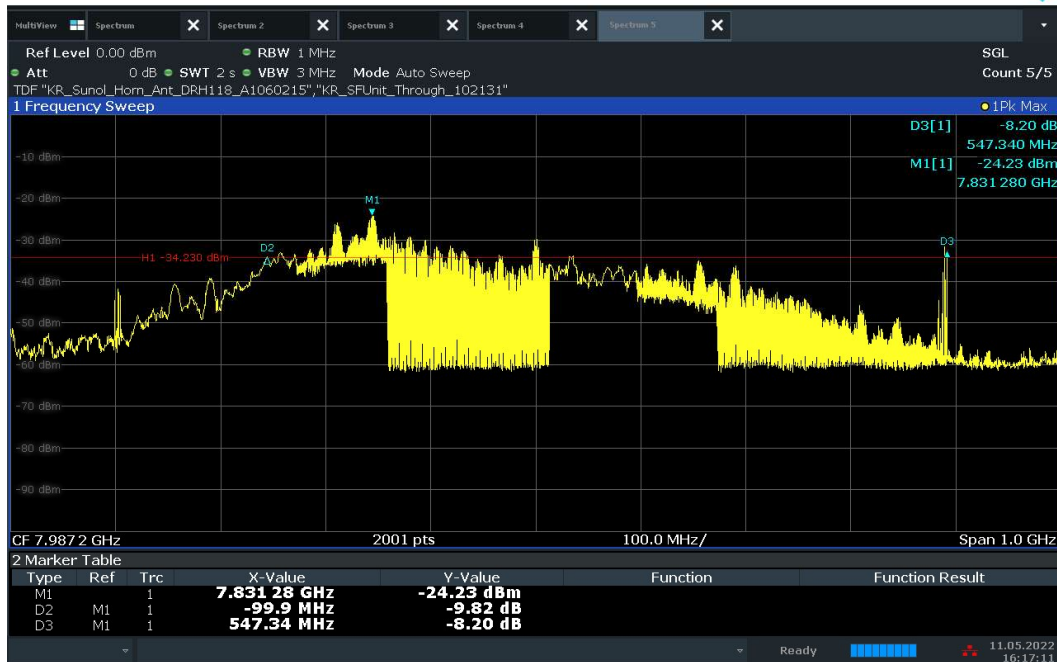 MultiView Spectrum X Spectrum 2 X Spectrum 3 X Spectrum 4 X Spectrum 5 X
Ref Level 0.00 dBm RBW 1 MHz SGL
Att 0 dB SWT 2 s VBW 3 MHz Mode Auto Sweep Count 5/5
TDF "KR_Sunol_Horn_Ant_DRH118_A1060215","KR_SFUnit_Through_102131"
1 Frequency Sweep 1Pk Max
D3[1] -8.20 dB
547.340 MHz
-10 dBm
M1[1] -24.23 dBm
7.831 280 GHz
-20 dBm
M1
-30 dBm
D2
D3
H1 -34.230 dBm
-40 dBm
-50 dBm
-60 dBm
-70 dBm
-80 dBm
-90 dBm
CF 7.9872 GHz 2001 pts 100.0 MHz/ Span 1.0 GHz
2 Marker Table
Type Ref Trc X-Value Y-Value Function Function Result
M1 1 7.831 28 GHz -24.23 dBm
D2 M1 1 -99.9 MHz -9.82 dB
D3 M1 1 547.34 MHz -8.20 dB
Ready 11.05.2022
16:17:11